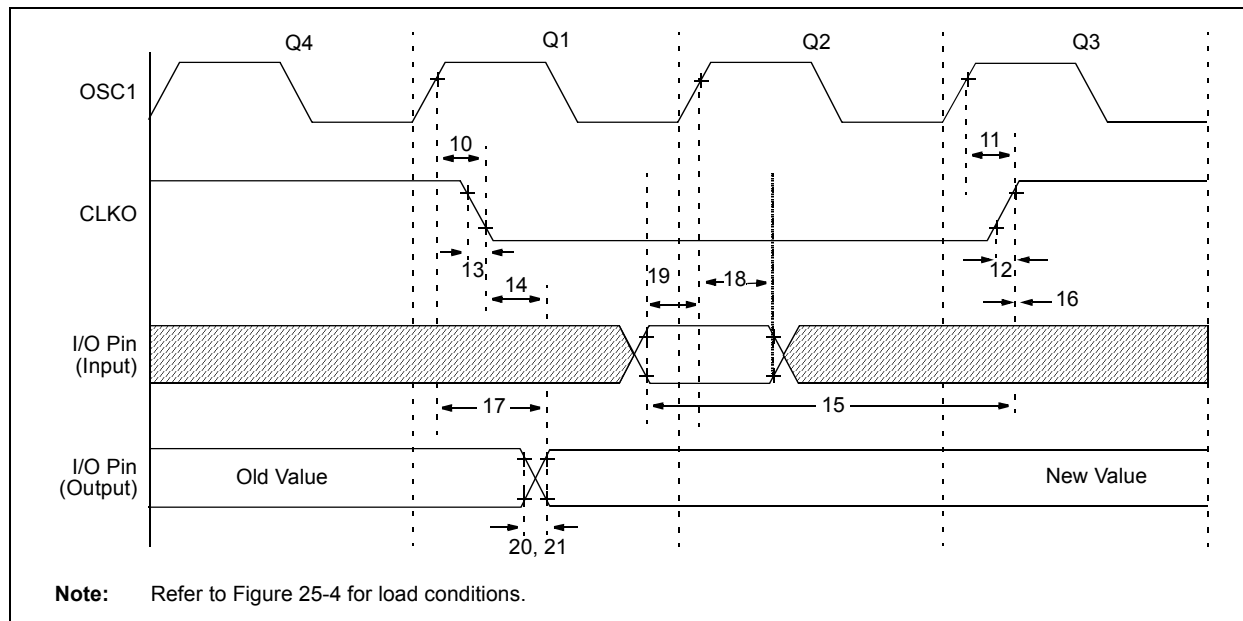 Q4 Q1 Q2 Q3
OSC1
10 11
CLKO
13 14 19 18 12
16
I/O Pin
(Input)
17 15
I/O Pin
(Output)
Old Value New Value
20, 21
Note: Refer to Figure 25-4 for load conditions.